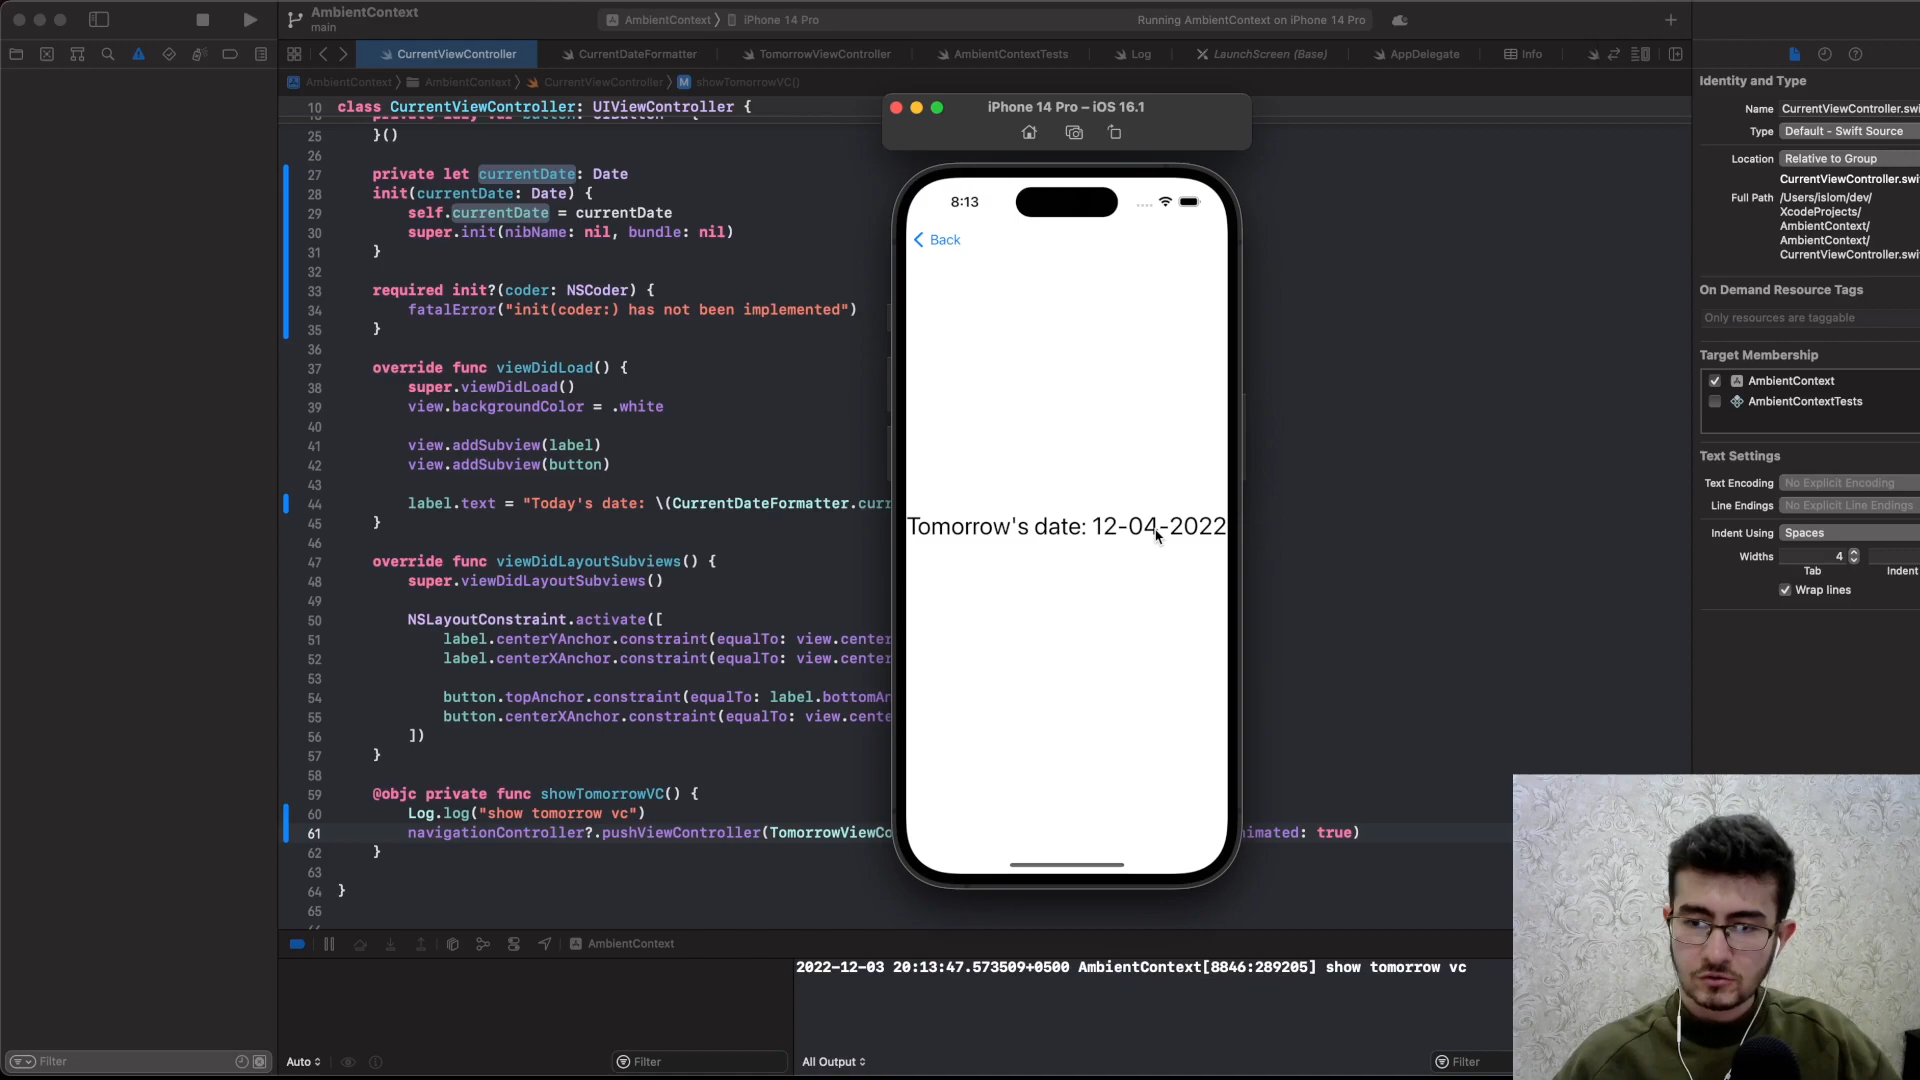 AmbientContext
main
AmbientContext
iPhone 14 Pro
Running AmbientContext on iPhone 14 Pro
CurrentViewController
CurrentDateFormatter
TomorrowViewController
AmbientContextTests
Log
LaunchScreen (Base)
AppDelegate
Info
AmbientContext
AmbientContext
CurrentViewController
M
showTomorrowVC()
10 class CurrentViewController: UIViewController {
25 }()
26
27 private let currentDate: Date
28 init(currentDate: Date) {
29 self.currentDate = currentDate
30 super.init(nibName: nil, bundle: nil)
31 }
32
33 required init?(coder: NSCoder) {
34 fatalError("init(coder:) has not been implemented")
35 }
36
37 override func viewDidLoad() {
38 super.viewDidLoad()
39 view.backgroundColor = .white
40
41 view.addSubview(label)
42 view.addSubview(button)
43
44 label.text = "Today's date: \(CurrentDateFormatter.curr
45 }
46
47 override func viewDidLayoutSubviews() {
48 super.viewDidLayoutSubviews()
49
50 NSLayoutConstraint.activate([
51 label.centerYAnchor.constraint(equalTo: view.center
52 label.centerXAnchor.constraint(equalTo: view.center
53
54 button.topAnchor.constraint(equalTo: label.bottomAn
55 button.centerXAnchor.constraint(equalTo: view.cente
56 ])
57 }
58
59 @objc private func showTomorrowVC() {
60 Log.log("show tomorrow vc")
61 navigationController?.pushViewController(TomorrowViewCo
imated: true)
62 }
63
64 }
65
iPhone 14 Pro – iOS 16.1
8:13
Back
Tomorrow's date: 12-04-2022
Identity and Type
Name CurrentViewController.swi
Type Default - Swift Source
Location Relative to Group
CurrentViewController.swi
Full Path /Users/islom/dev/
XcodeProjects/
AmbientContext/
AmbientContext/
CurrentViewController.swi
On Demand Resource Tags
Only resources are taggable
Target Membership
AmbientContext
AmbientContextTests
Text Settings
Text Encoding No Explicit Encoding
Line Endings No Explicit Line Endings
Indent Using Spaces
Widths 4
Tab Indent
Wrap lines
AmbientContext
2022-12-03 20:13:47.573509+0500 AmbientContext[8846:289205] show tomorrow vc
Filter
Auto
Filter
All Output
Filter